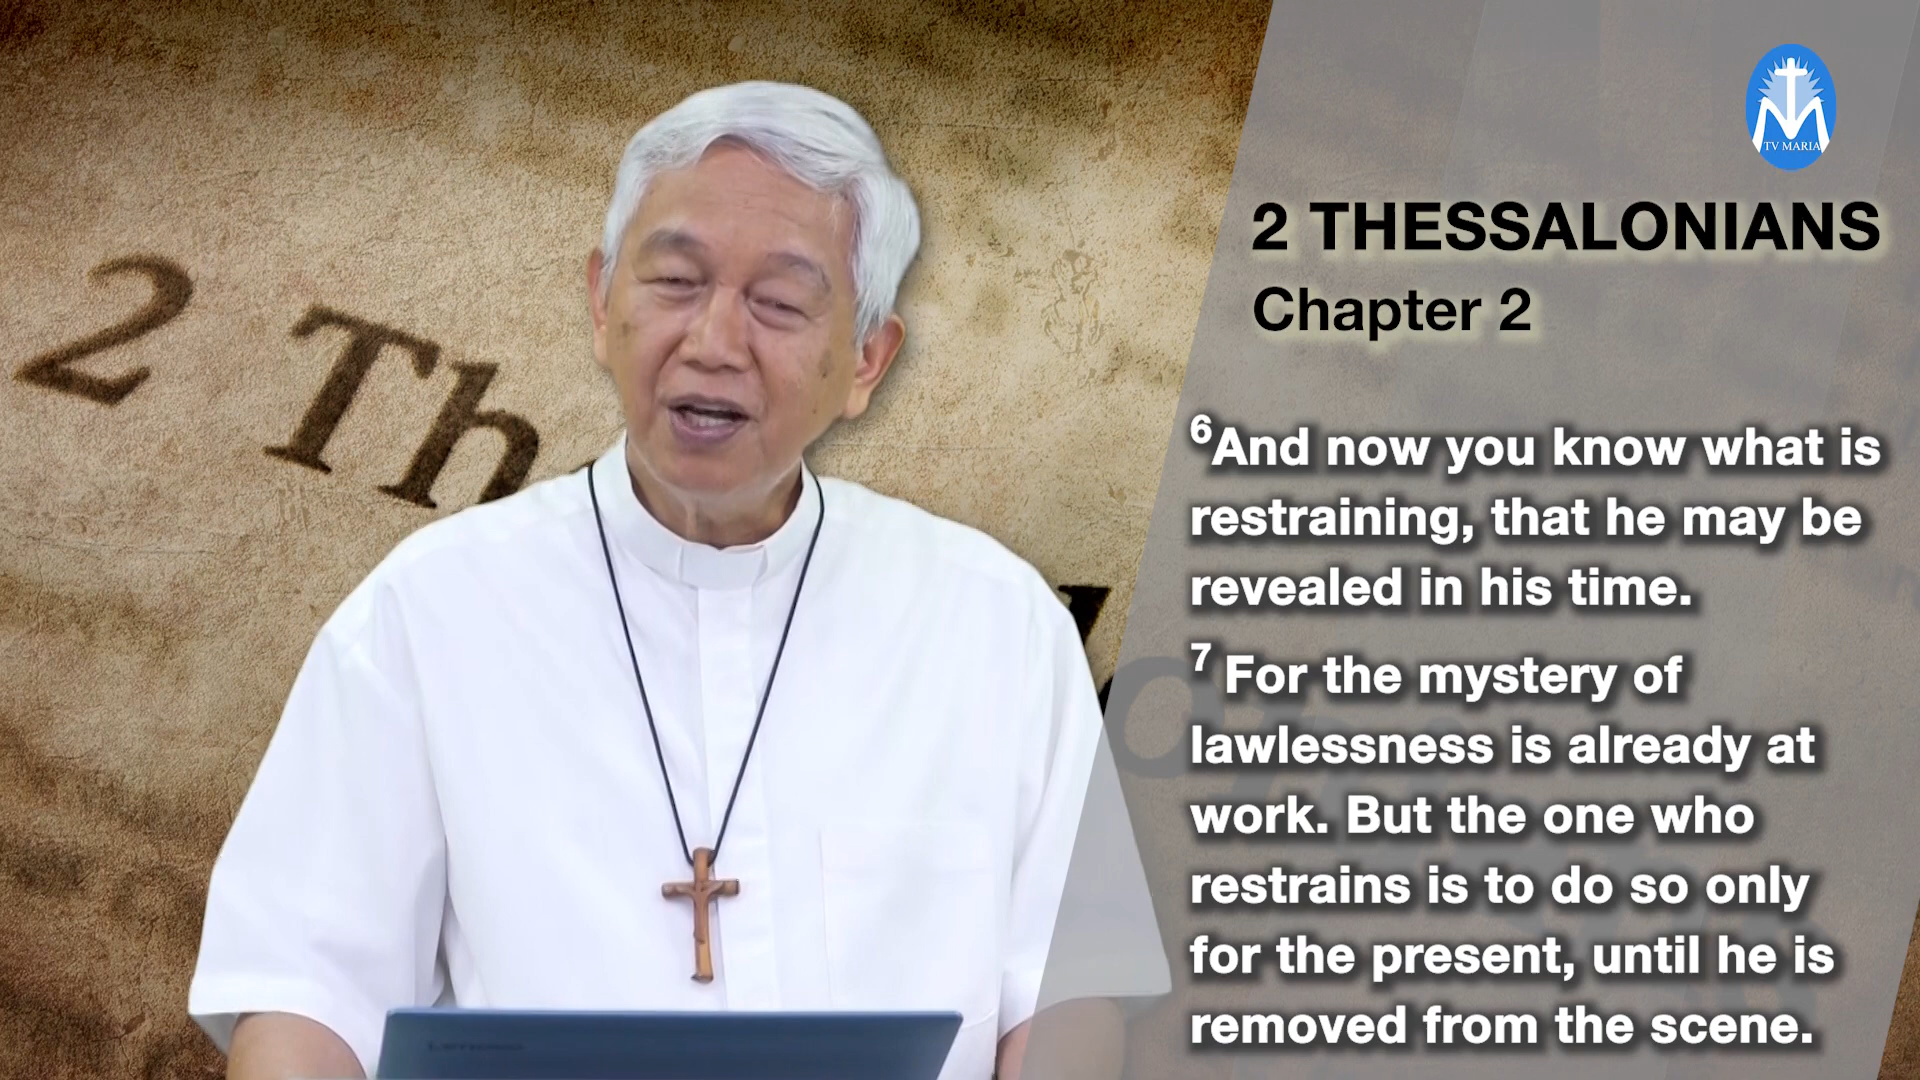 TV MARIA
2 THESSALONIANS
Chapter 2
2 Th
⁶And now you know what is
restraining, that he may be
revealed in his time.
⁷ For the mystery of
lawlessness is already at
work. But the one who
restrains is to do so only
for the present, until he is
removed from the scene.
Lenovo